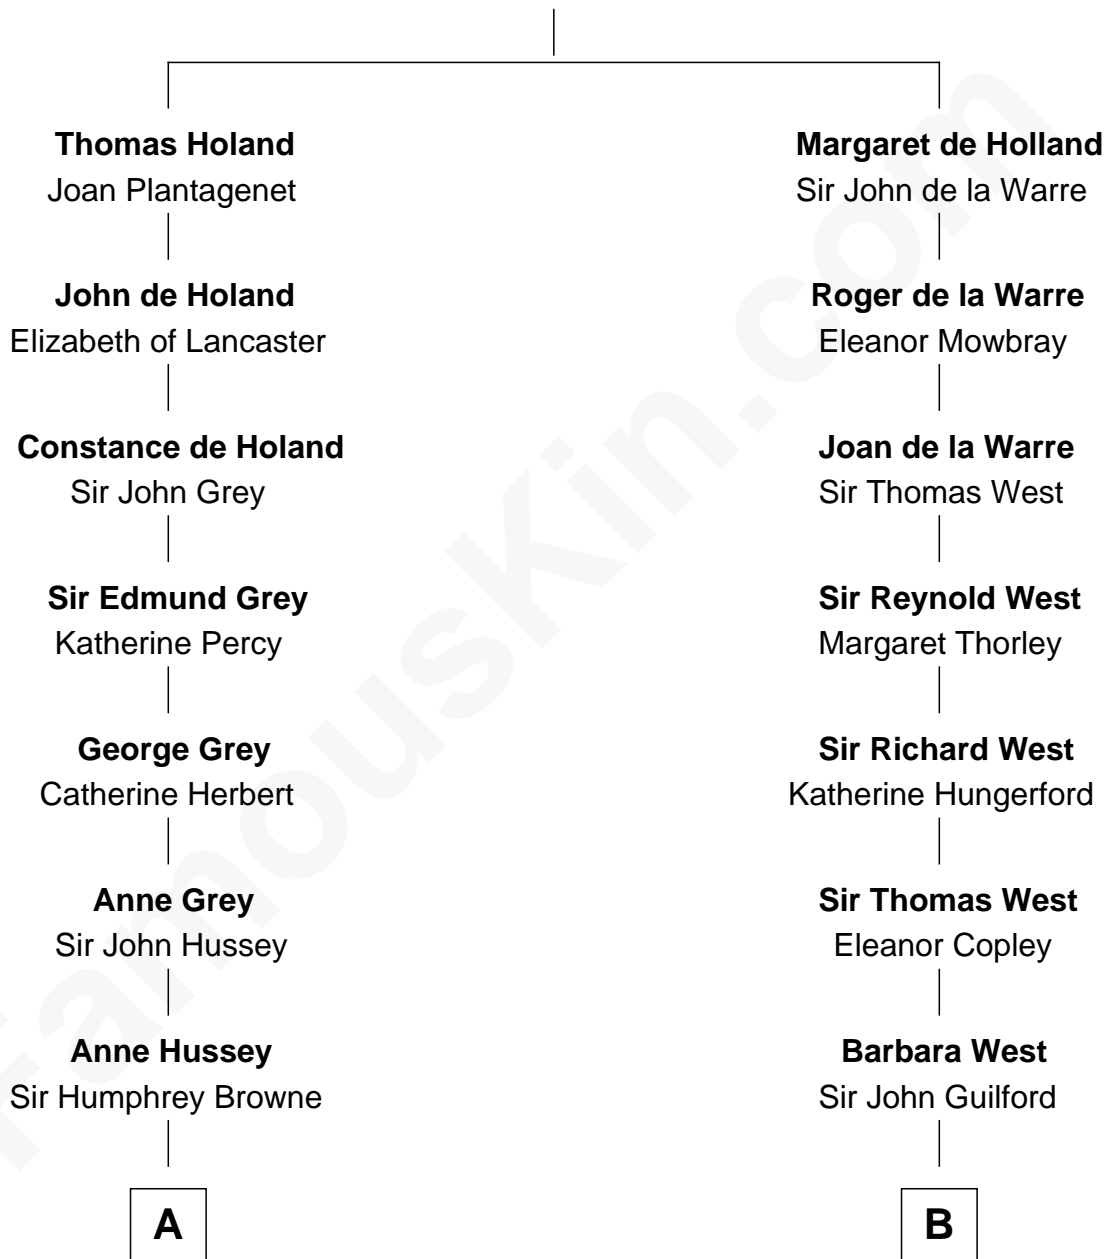 Thomas Holand
Joan Plantagenet
John de Holand
Elizabeth of Lancaster
Constance de Holand
Sir John Grey
Sir Edmund Grey
Katherine Percy
George Grey
Catherine Herbert
Anne Grey
Sir John Hussey
Anne Hussey
Sir Humphrey Browne
A
Margaret de Holland
Sir John de la Warre
Roger de la Warre
Eleanor Mowbray
Joan de la Warre
Sir Thomas West
Sir Reynold West
Margaret Thorley
Sir Richard West
Katherine Hungerford
Sir Thomas West
Eleanor Copley
Barbara West
Sir John Guilford
B
FamousKin.com